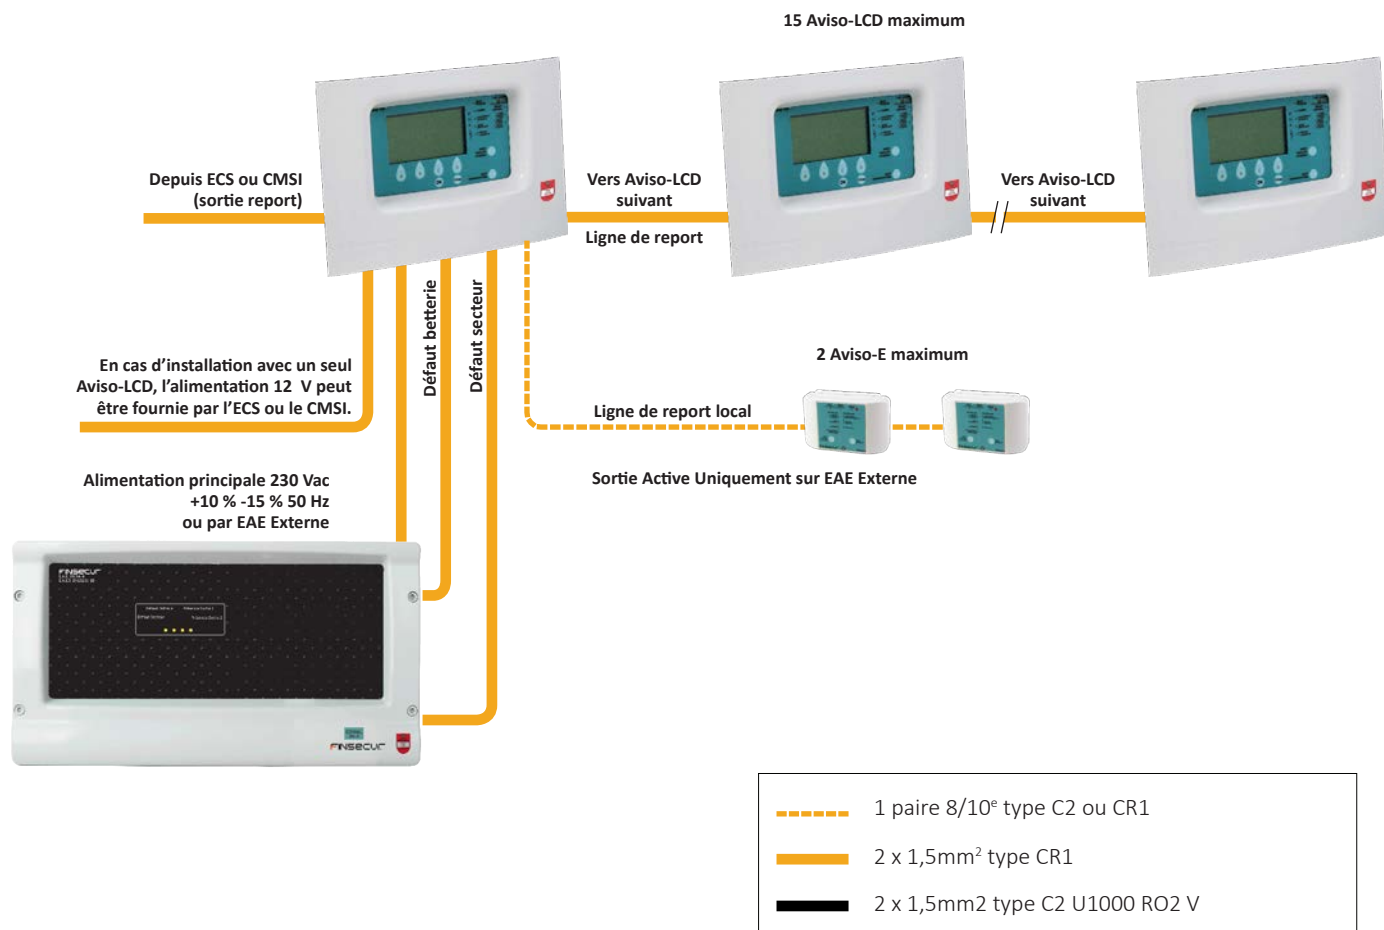 15 Aviso-LCD maximum
Depuis ECS ou CMSI
(sortie report)
Vers Aviso-LCD
suivant
Ligne de report
Vers Aviso-LCD
suivant
Défaut betterie
Défaut secteur
En cas d’installation avec un seul
Aviso-LCD, l’alimentation 12 V peut
être fournie par l’ECS ou le CMSI.
2 Aviso-E maximum
Ligne de report local
Sortie Active Uniquement sur EAE Externe
Alimentation principale 230 Vac
+10 % -15 % 50 Hz
ou par EAE Externe
FINSECUR
FINSECUR
1 paire 8/10e type C2 ou CR1
2 x 1,5mm2 type CR1
2 x 1,5mm2 type C2 U1000 RO2 V